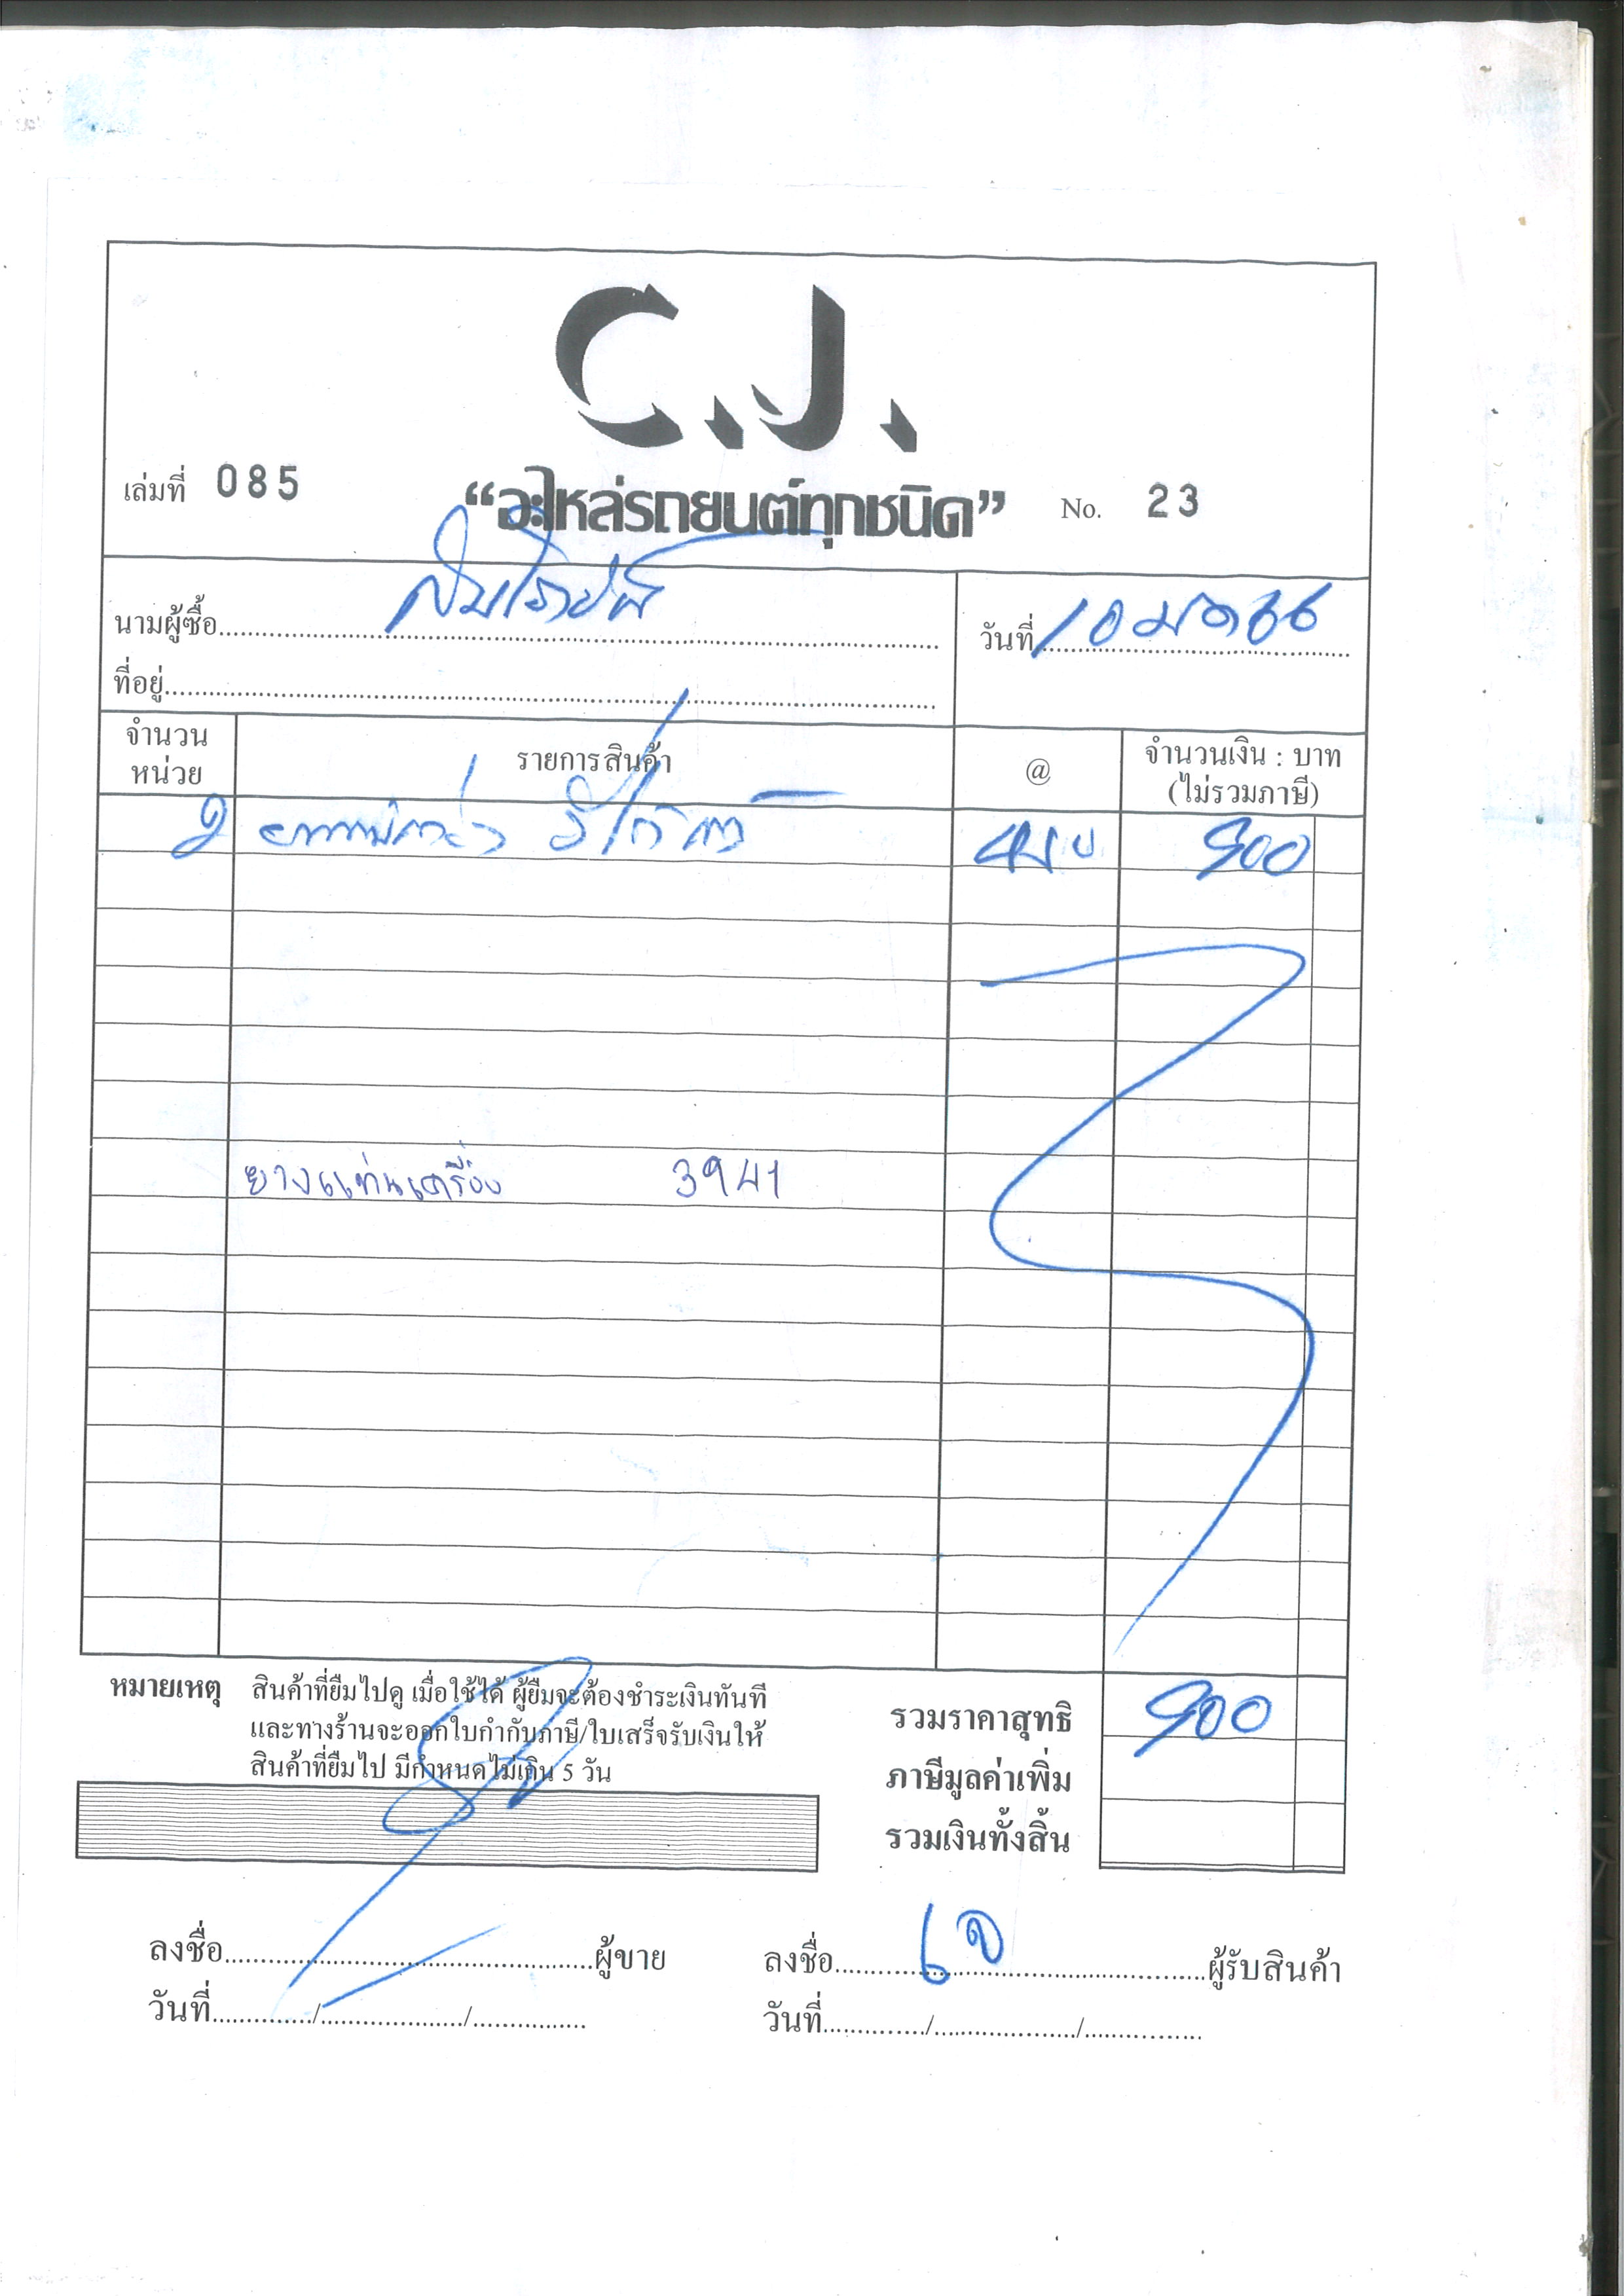 C.J.
เล่มที่ 085 “อะไหล่รถยนต์ทุกชนิด” No. 23
นามผู้ซื้อ
วันที่ 10 มีค 66
ที่อยู่
จำนวน
หน่วย
รายการสินค้า
@
จำนวนเงิน : บาท
(ไม่รวมภาษี)
2 900
ยางแท่นเครื่อง 3941
หมายเหตุ สินค้าที่ยืมไปดู เมื่อใช้ได้ ผู้ยืมจะต้องชำระเงินทันที
และทางร้านจะออกใบกำกับภาษี/ใบเสร็จรับเงินให้
สินค้าที่ยืมไป มีกำหนดไม่เกิน 5 วัน
รวมราคาสุทธิ 900
ภาษีมูลค่าเพิ่ม
รวมเงินทั้งสิ้น
ลงชื่อ ผู้ขาย
ลงชื่อ ผู้รับสินค้า
วันที่ / /
วันที่ / /